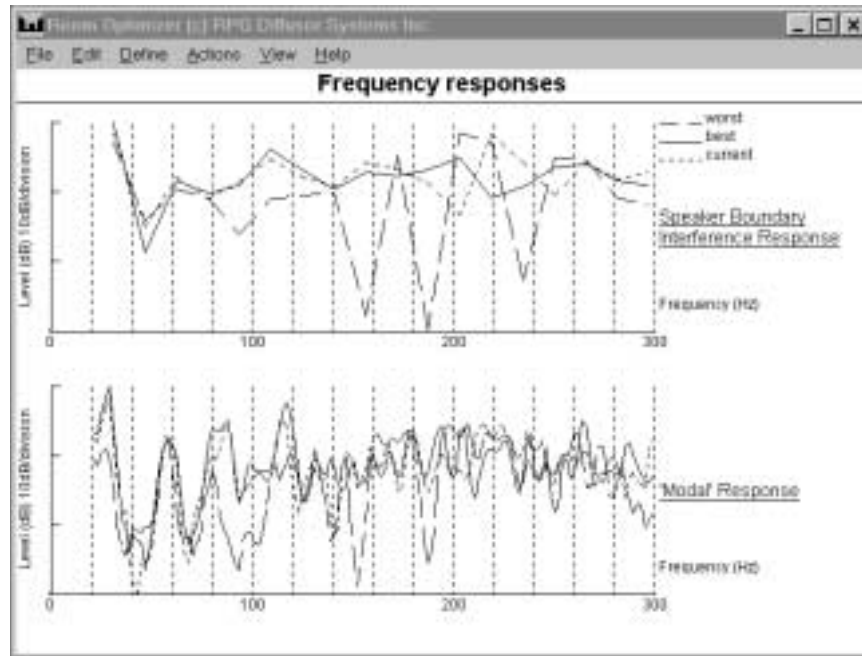 Room Optimizer (c) RPG Diffusor Systems Inc.
File Edit Define Actions View Help
Frequency responses
worst
best
current
Speaker Boundary
Interference Response
Level (dB) 10dB/division
Frequency (Hz)
0 100 200 300
Level (dB) 10dB/division
'Modal' Response
Frequency (Hz)
0 100 200 300